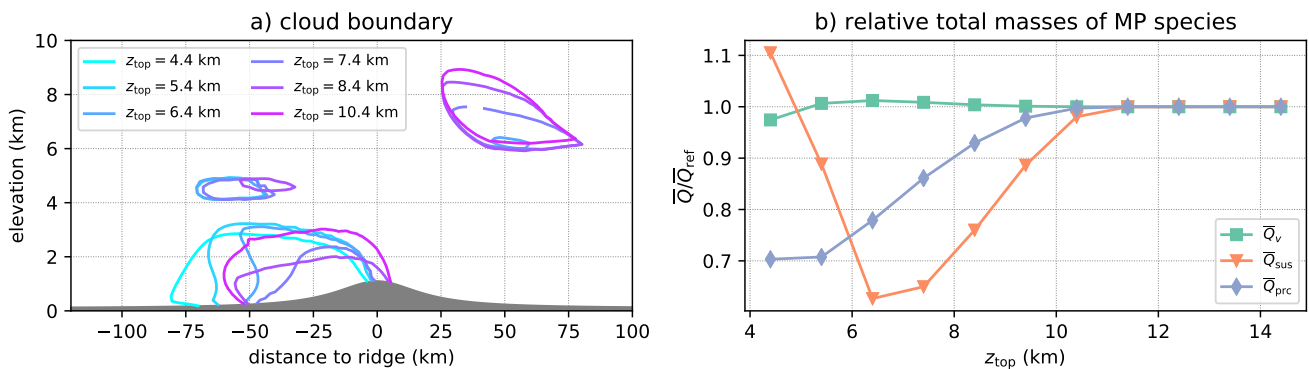 a) cloud boundary
10
8
6
4
2
0
elevation (km)
z_top = 4.4 km
z_top = 5.4 km
z_top = 6.4 km
z_top = 7.4 km
z_top = 8.4 km
z_top = 10.4 km
−100 −75 −50 −25 0 25 50 75 100
distance to ridge (km)
b) relative total masses of MP species
1.1
1.0
0.9
0.8
0.7
Q̅/Q̅_ref
Q̅_v
Q̅_sus
Q̅_prc
4 6 8 10 12 14
z_top (km)